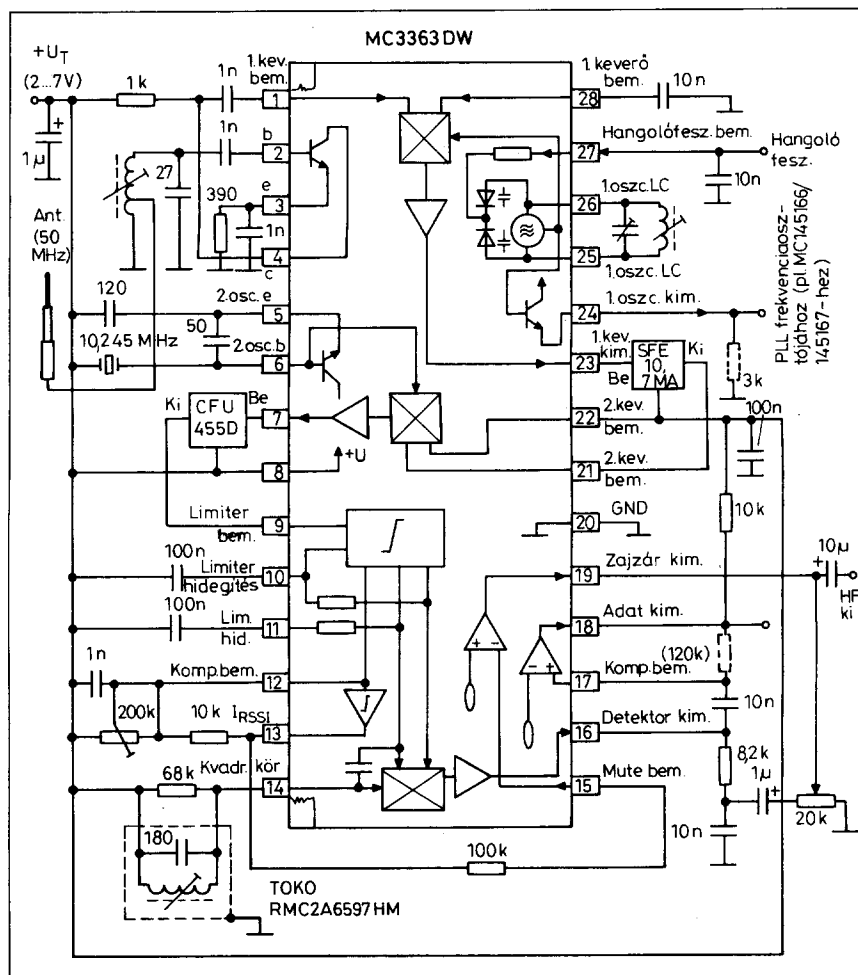 MC3363DW
+U_T
(2...7V)
1k
1n
1.kev.
bem.
1
1n
b
2
1μ
27
e
3
390
1n
4
c
Ant.
(50
MHz)
120
2.osc.e
5
10,245 MHz
50
2.osc.b
6
Ki
CFU
455D
Be
7
8
+U
Limiter
bem.
9
100n
Limiter
hidegítés
10
100n
Lim.
hid.
11
1n
Komp.bem.
12
200k
10k
I_RSSI
13
Kvadr. kör
68k
14
180
TOKO
RMC2A6597HM
100k
1.keverő
bem.
28
10n
Hangolófesz.bem.
27
Hangoló
fesz.
10n
1.oszc.LC
26
25
1.oszc.LC
1.oszc. kim.
24
PLL frekvenciaosz-
tójához (pl. MC145166/
145167-hez)
3k
1.kev.
kim.
23
Be
SFE
10,
7MA
Ki
2.kev.
bem.
22
100n
2.kev.
bem.
21
10k
GND
20
Zajzár kim.
19
10μ
+
HF
ki
Adat kim.
18
(120k)
Komp.bem.
17
10n
Detektor kim.
16
8,2k
Mute bem.
15
1μ
+
20k
10n